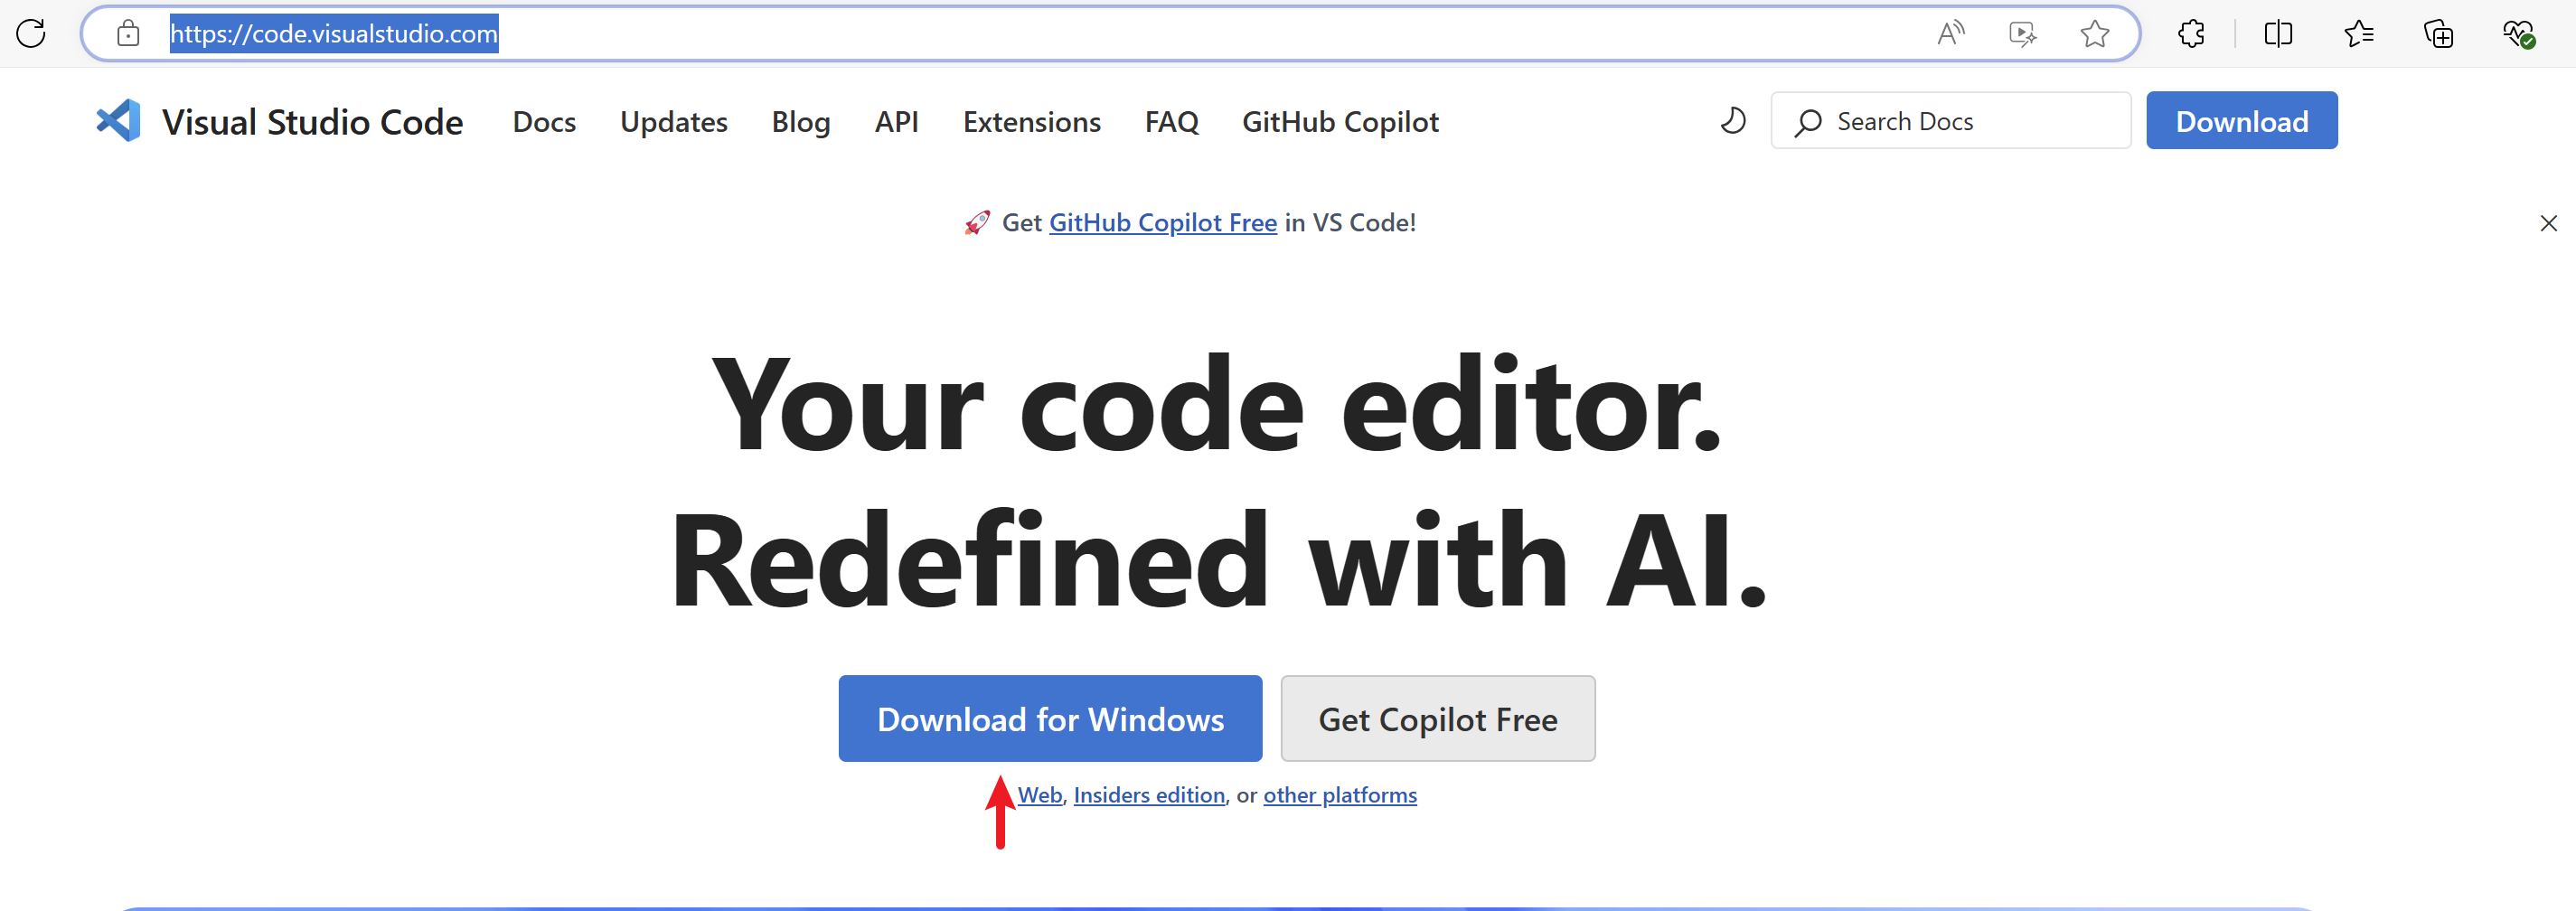 https://code.visualstudio.com
Visual Studio Code Docs Updates Blog API Extensions FAQ GitHub Copilot Search Docs Download
🚀 Get GitHub Copilot Free in VS Code!
Your code editor.
Redefined with AI.
Download for Windows Get Copilot Free
Web, Insiders edition, or other platforms